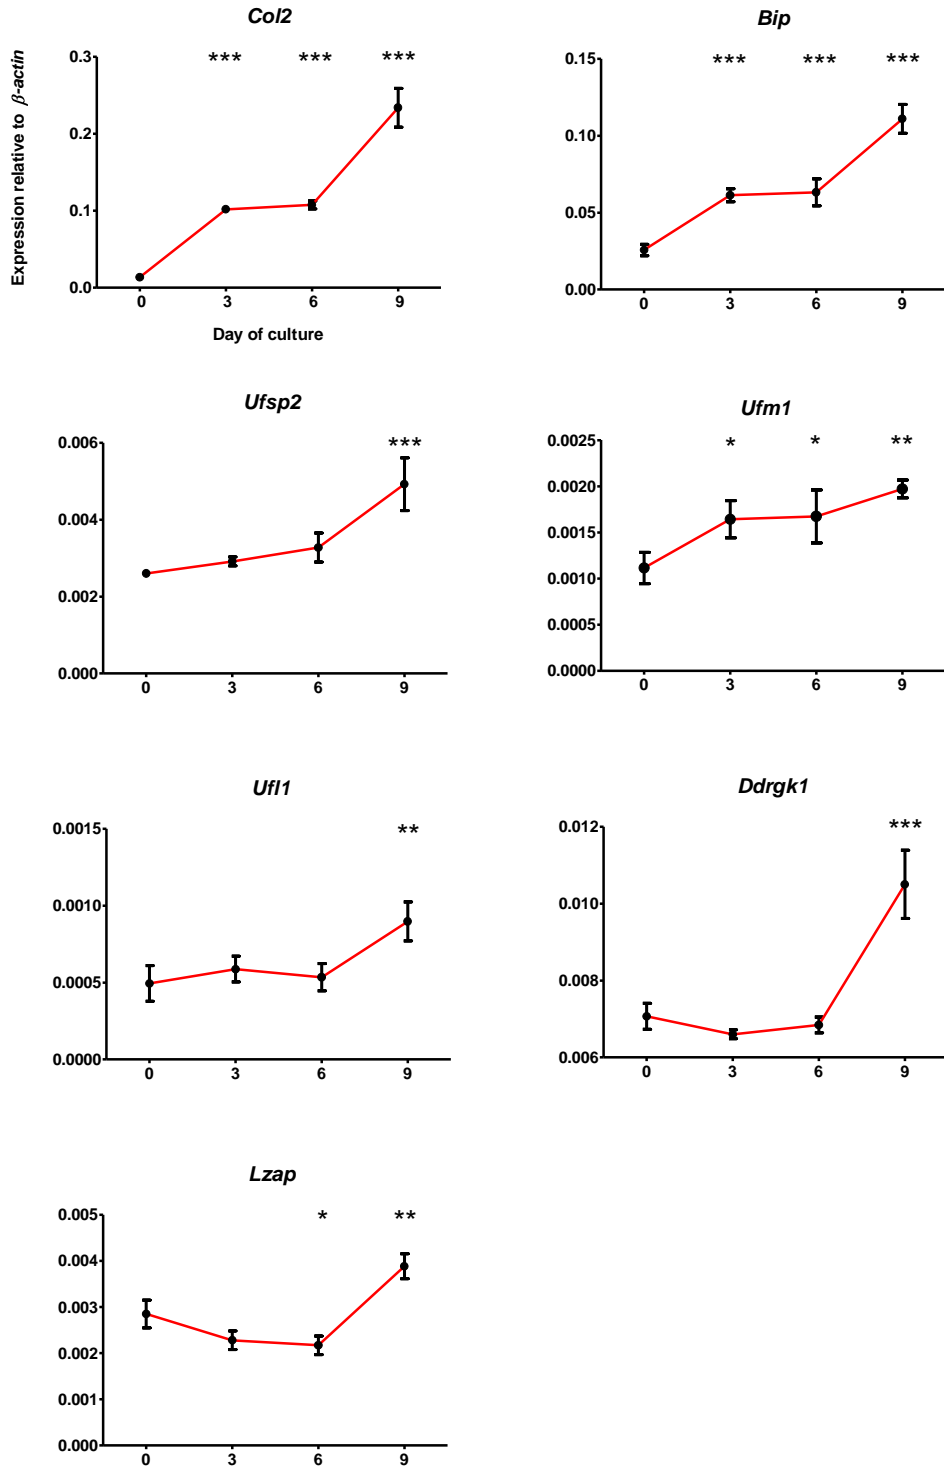 Col2
Expression relative to β-actin
*** *** ***
0.3
0.2
0.1
0.0
0 3 6 9
Day of culture
Bip
*** *** ***
0.15
0.10
0.05
0.00
0 3 6 9
Ufsp2
***
0.006
0.004
0.002
0.000
0 3 6 9
Ufm1
* * **
0.0025
0.0020
0.0015
0.0010
0.0005
0.0000
0 3 6 9
Ufl1
**
0.0015
0.0010
0.0005
0.0000
0 3 6 9
Ddrgk1
***
0.012
0.010
0.008
0.006
0 3 6 9
Lzap
* **
0.005
0.004
0.003
0.002
0.001
0.000
0 3 6 9